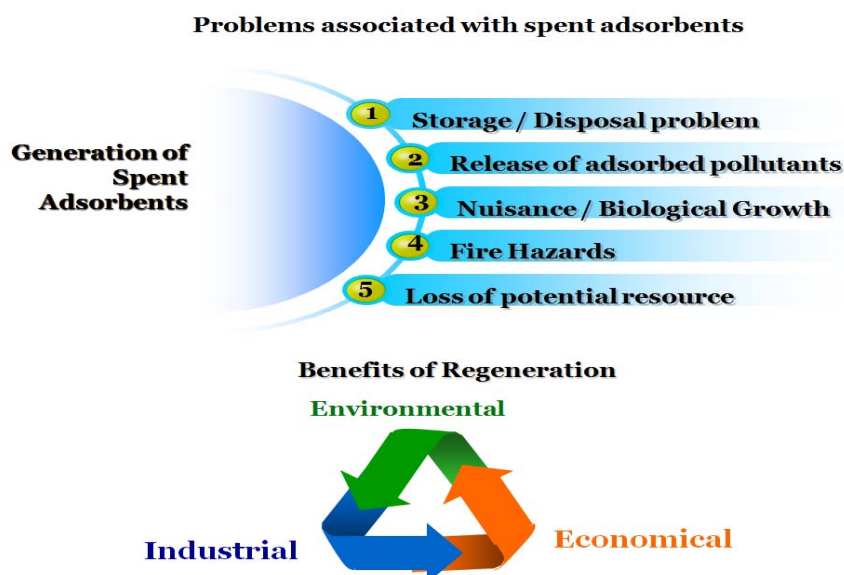 Problems associated with spent adsorbents
Generation of
Spent
Adsorbents
1
Storage / Disposal problem
2
Release of adsorbed pollutants
3
Nuisance / Biological Growth
4
Fire Hazards
5
Loss of potential resource
Benefits of Regeneration
Environmental
Industrial
Economical